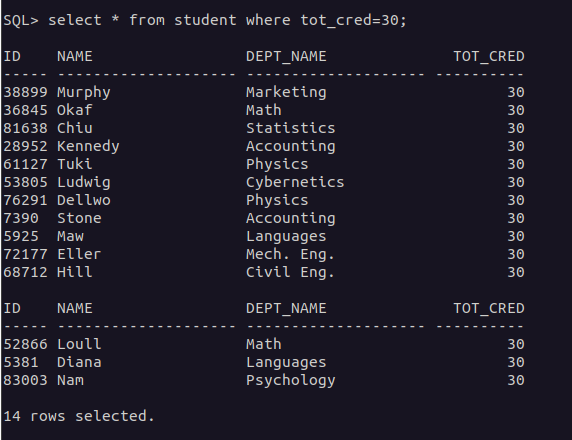 SQL> select * from student where tot_cred=30;
ID    NAME                 DEPT_NAME              TOT_CRED
----- -------------------- -------------------- ----------
38899 Murphy               Marketing                    30
36845 Okaf                 Math                         30
81638 Chiu                 Statistics                   30
28952 Kennedy              Accounting                   30
61127 Tuki                 Physics                      30
53805 Ludwig               Cybernetics                  30
76291 Dellwo               Physics                      30
7390  Stone                Accounting                   30
5925  Maw                  Languages                    30
72177 Eller                Mech. Eng.                   30
68712 Hill                 Civil Eng.                   30
ID    NAME                 DEPT_NAME              TOT_CRED
----- -------------------- -------------------- ----------
52866 Loull                Math                         30
5381  Diana                Languages                    30
83003 Nam                  Psychology                   30
14 rows selected.